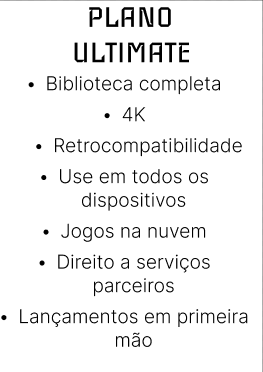 PLANO
ULTIMATE
• Biblioteca completa
• 4K
• Retrocompatibilidade
• Use em todos os
dispositivos
• Jogos na nuvem
• Direito a serviços
parceiros
• Lançamentos em primeira
mão